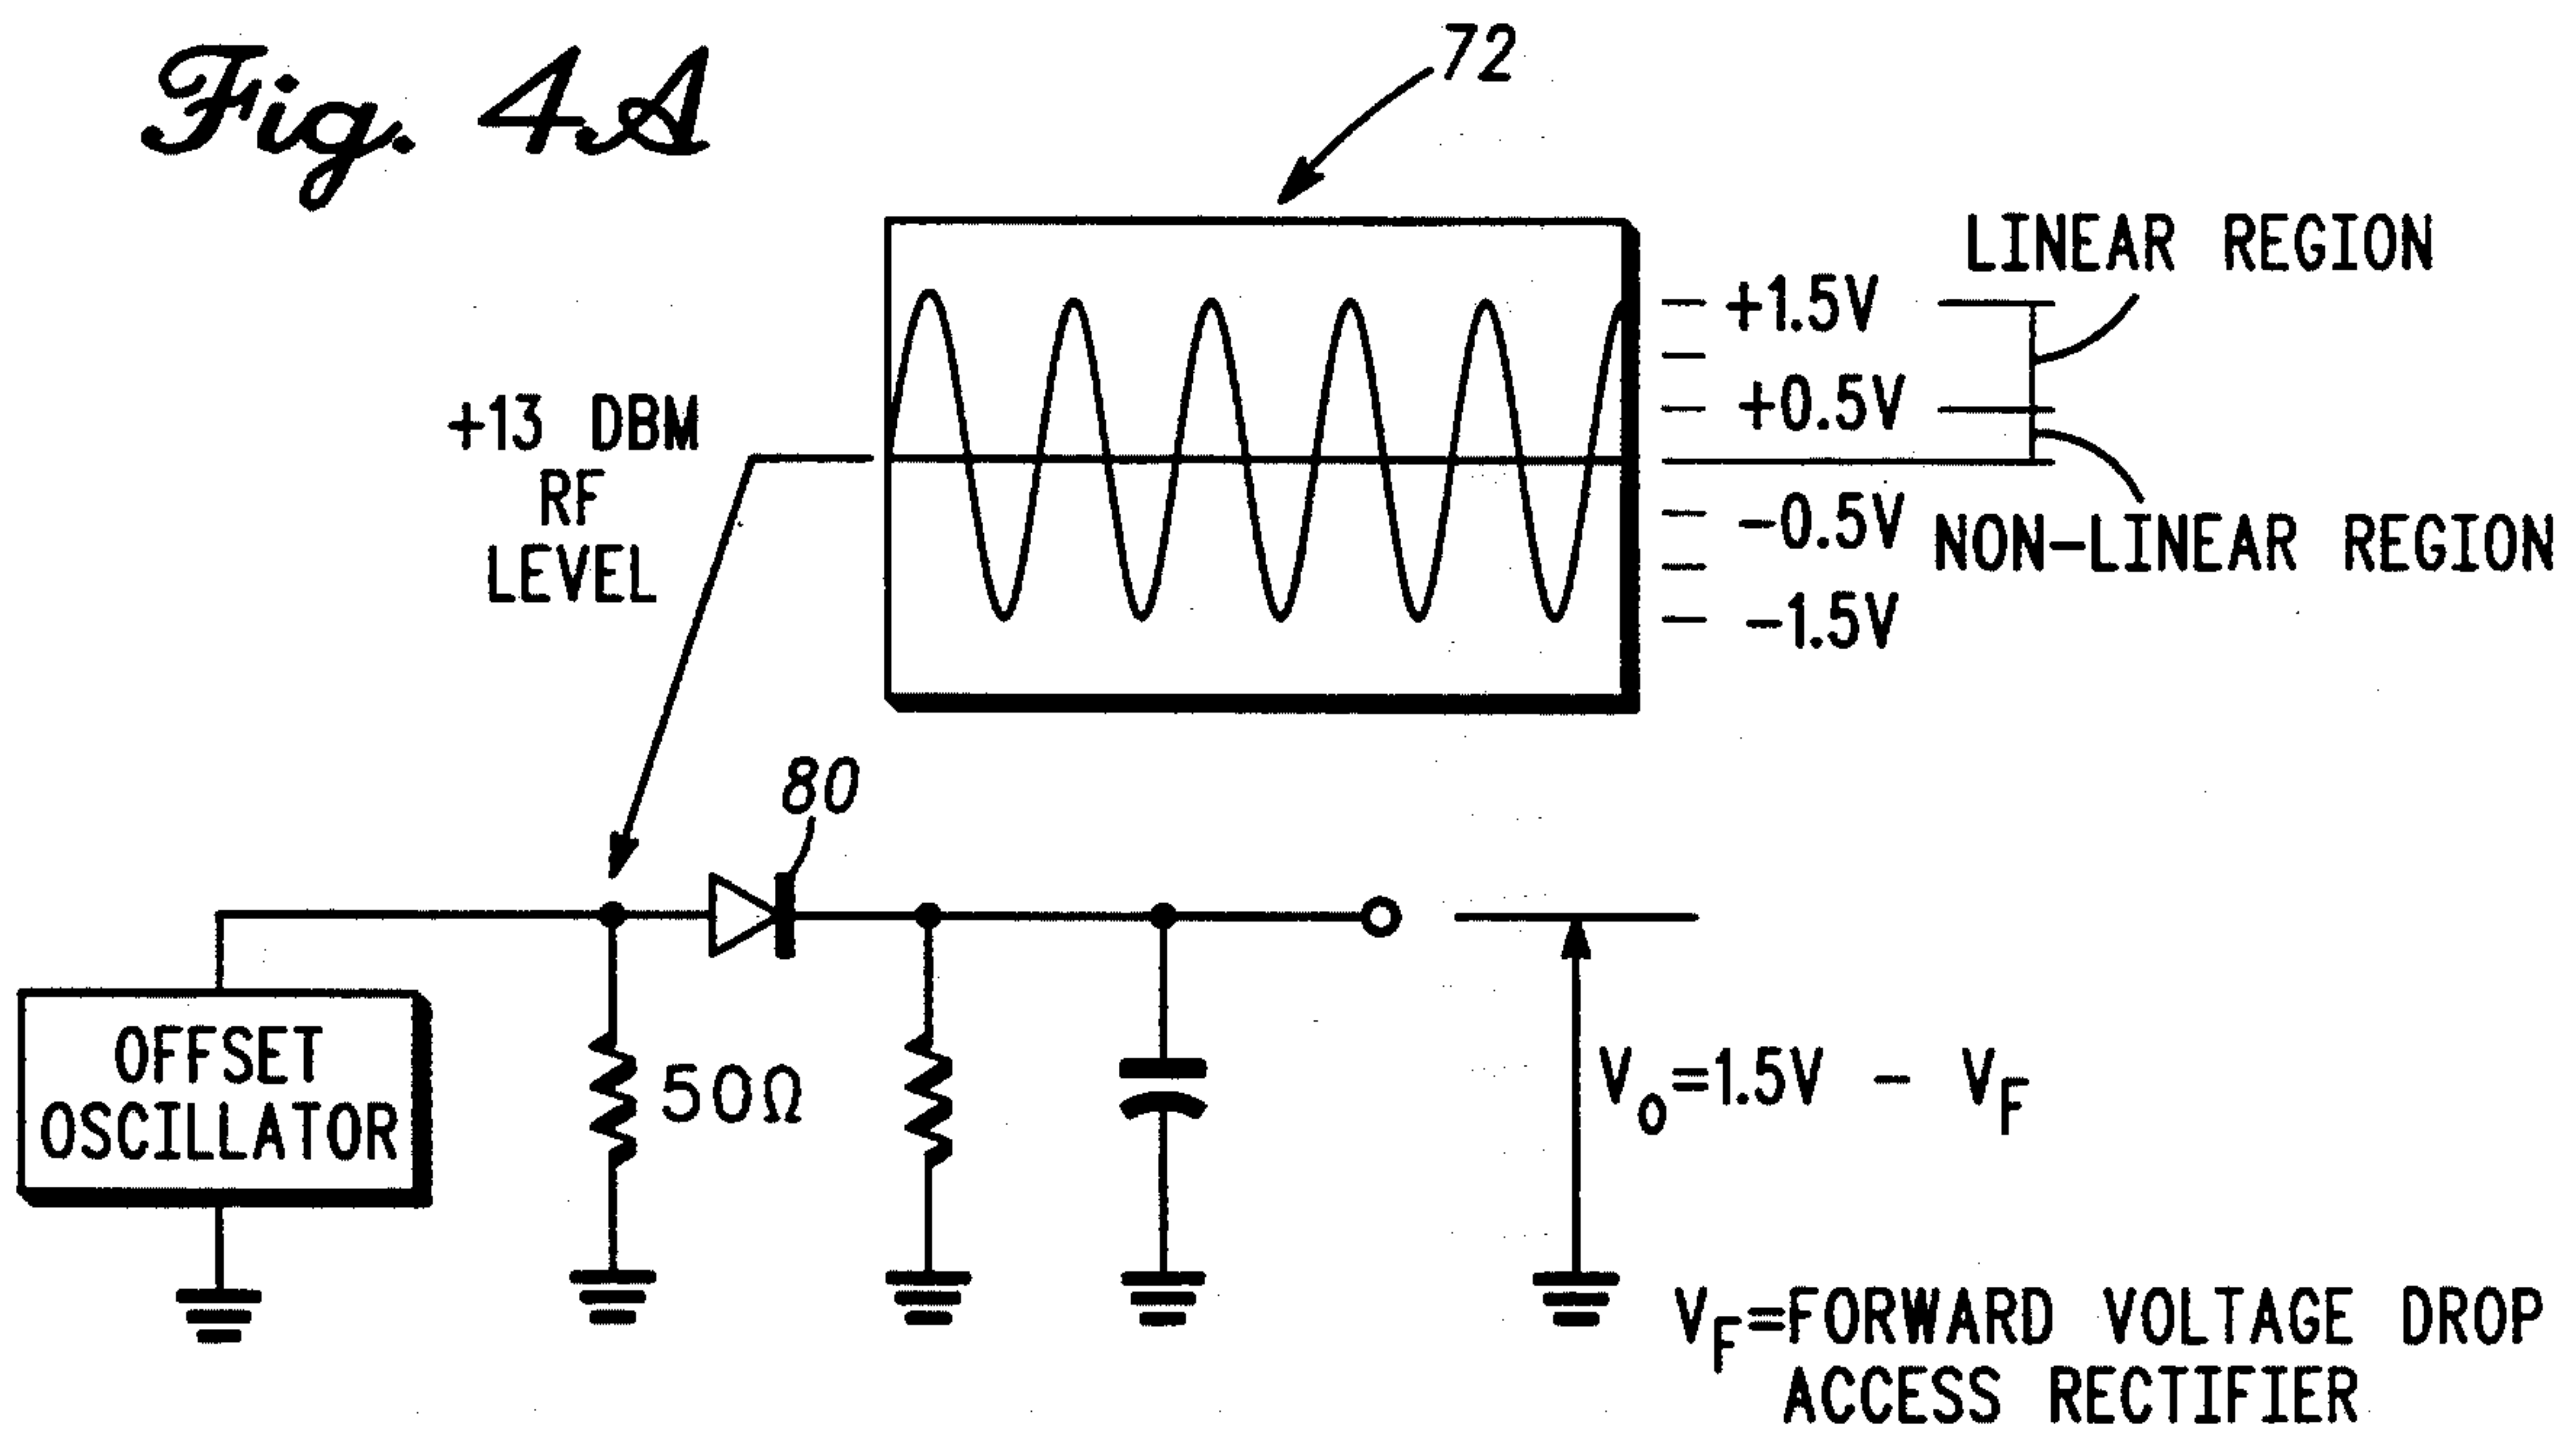 Fig. 4A
72
LINEAR REGION
+1.5V
+0.5V
-0.5V
-1.5V
NON-LINEAR REGION
+13 DBM
RF
LEVEL
80
OFFSET
OSCILLATOR
50Ω
VO=1.5V - VF
VF=FORWARD VOLTAGE DROP
ACCESS RECTIFIER